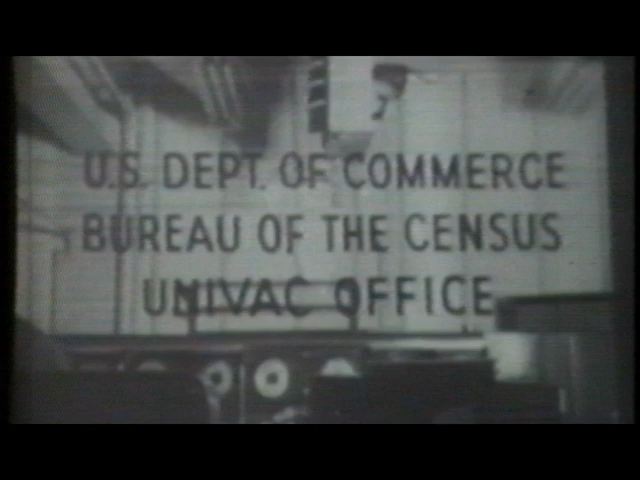 U.S. DEPT. OF COMMERCE
BUREAU OF THE CENSUS
UNIVAC OFFICE